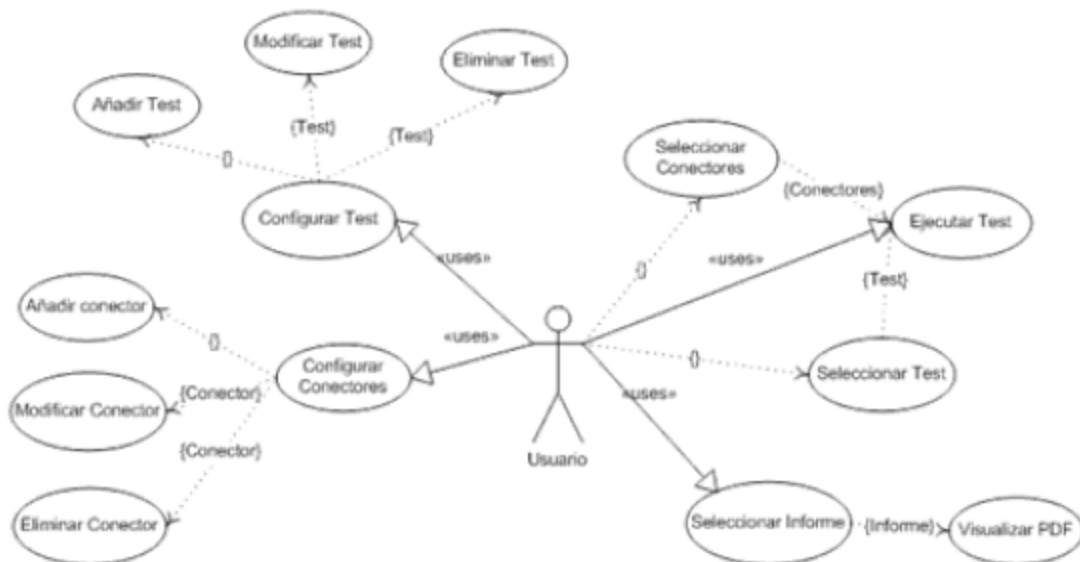 Modificar Test
Eliminar Test
Añadir Test
{Test}
{Test}
{}
Configurar Test
«uses»
Seleccionar
Conectores
{Conectores}
Ejecutar Test
{}
«uses»
{Test}
Añadir conector
{}
«uses»
Configurar
Conectores
{}
Seleccionar Test
{Conector}
Modificar Conector
«uses»
{Conector}
Usuario
Eliminar Conector
Seleccionar Informe
{Informe}
Visualizar PDF